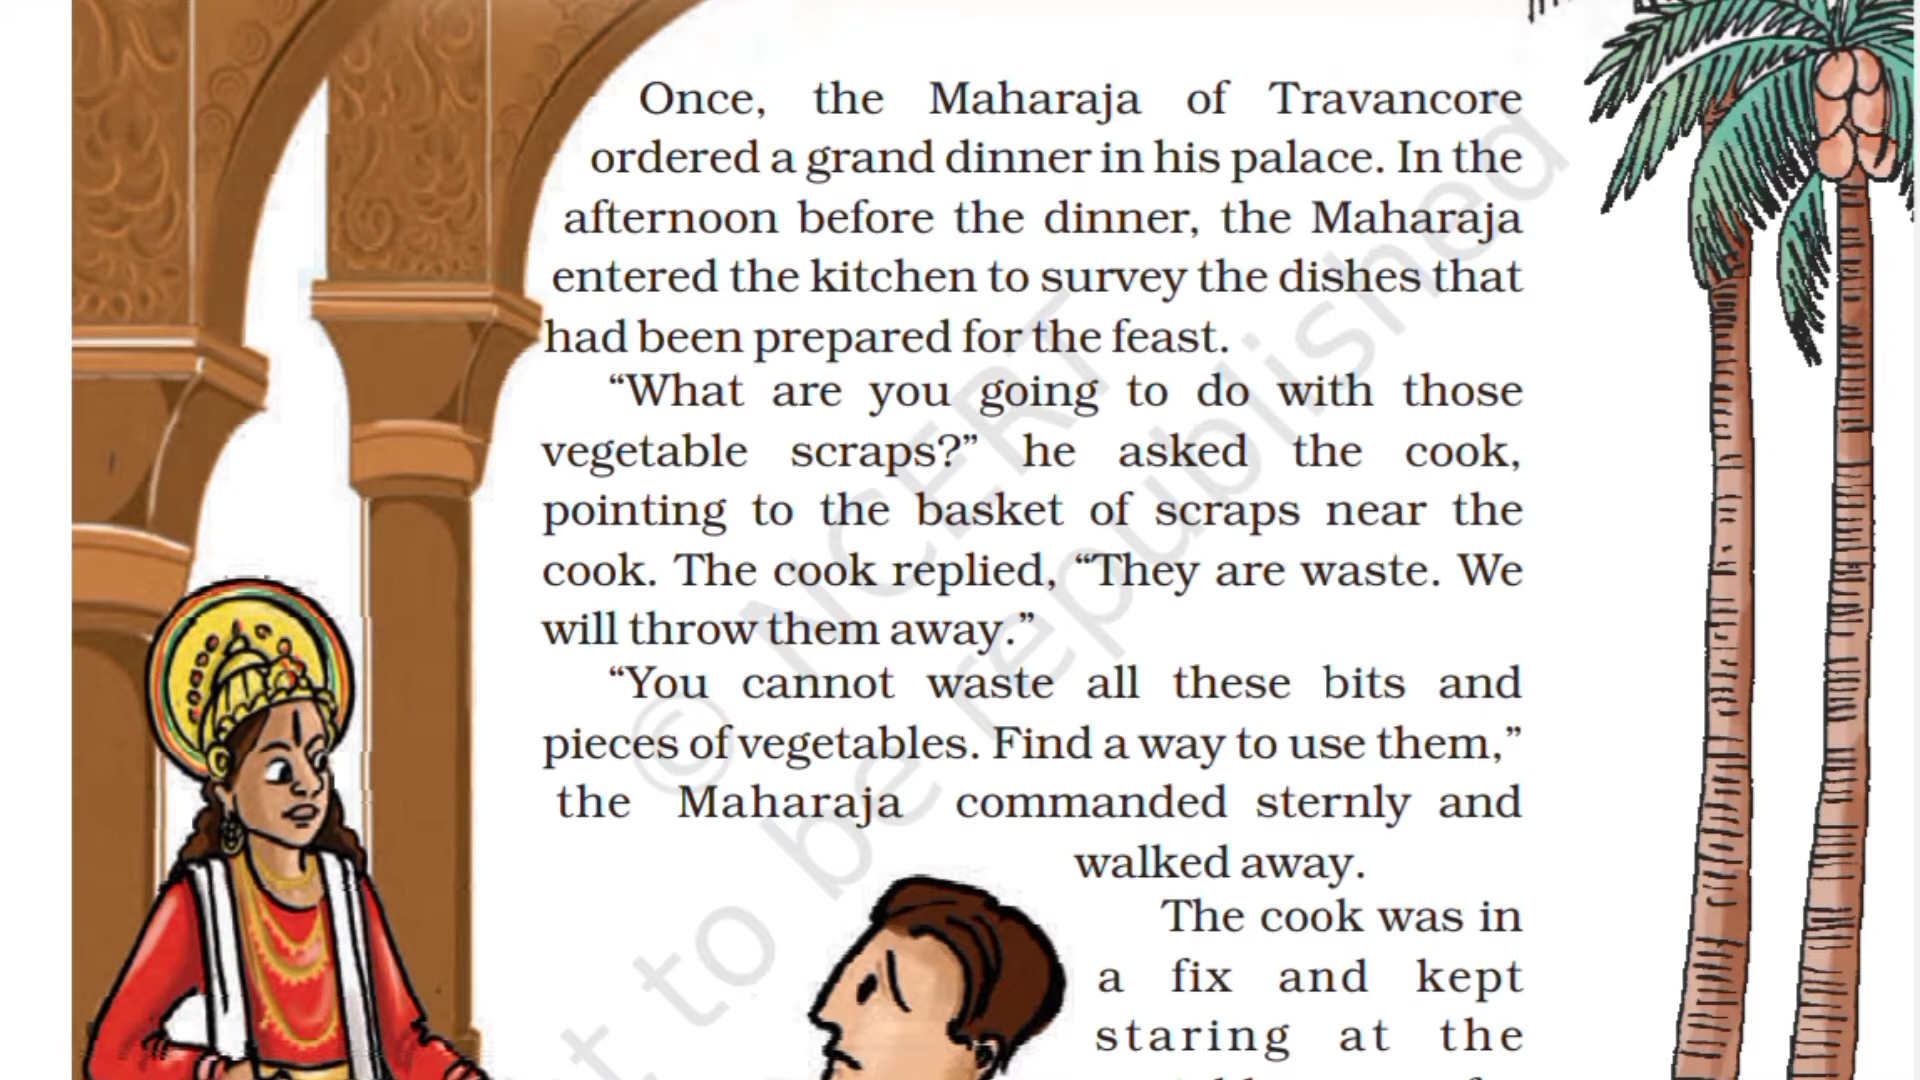 Once, the Maharaja of Travancore
ordered a grand dinner in his palace. In the
afternoon before the dinner, the Maharaja
entered the kitchen to survey the dishes that
had been prepared for the feast.
“What are you going to do with those
vegetable scraps?” he asked the cook,
pointing to the basket of scraps near the
cook. The cook replied, “They are waste. We
will throw them away.”
“You cannot waste all these bits and
pieces of vegetables. Find a way to use them,”
the Maharaja commanded sternly and
walked away.
The cook was in
a fix and kept
staring at the
© NCERT
to be republished